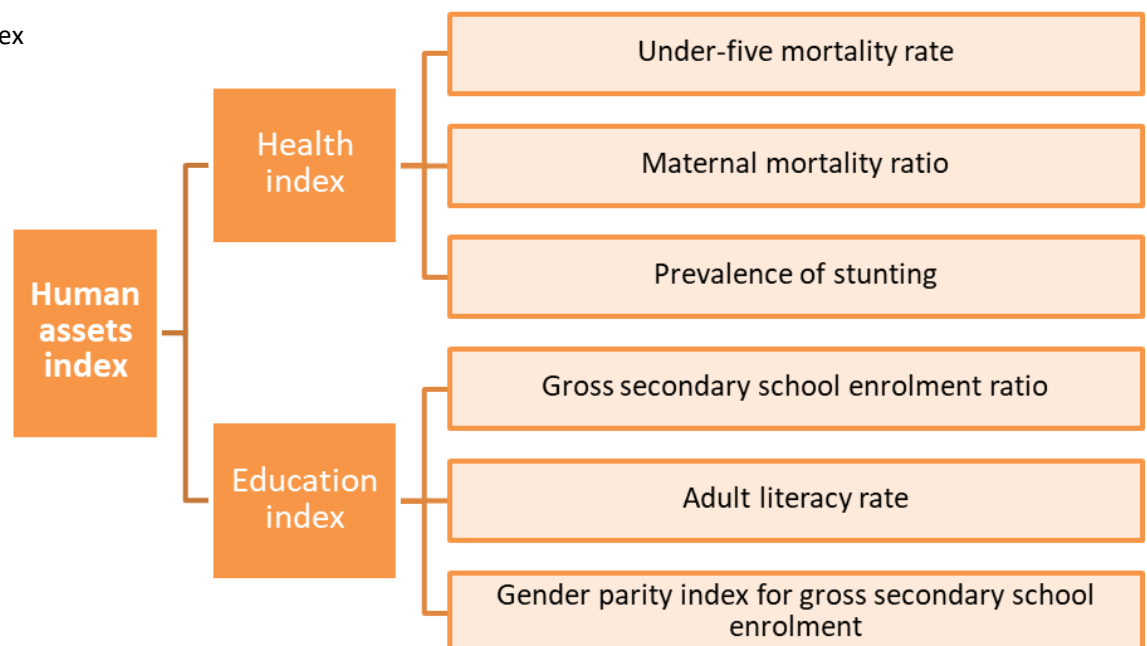 ex
Under-five mortality rate
Health
index
Maternal mortality ratio
Prevalence of stunting
Human
assets
index
Gross secondary school enrolment ratio
Education
index
Adult literacy rate
Gender parity index for gross secondary school
enrolment